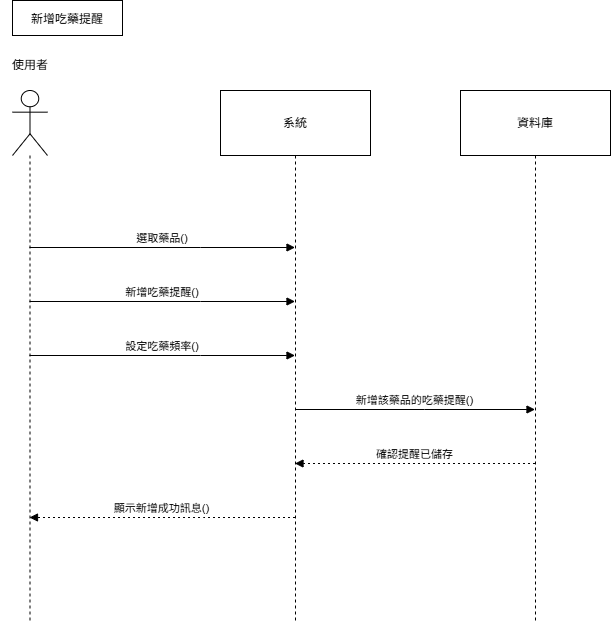 新增吃藥提醒
使用者
系統
資料庫
選取藥品()
新增吃藥提醒()
設定吃藥頻率()
新增該藥品的吃藥提醒()
確認提醒已儲存
顯示新增成功訊息()